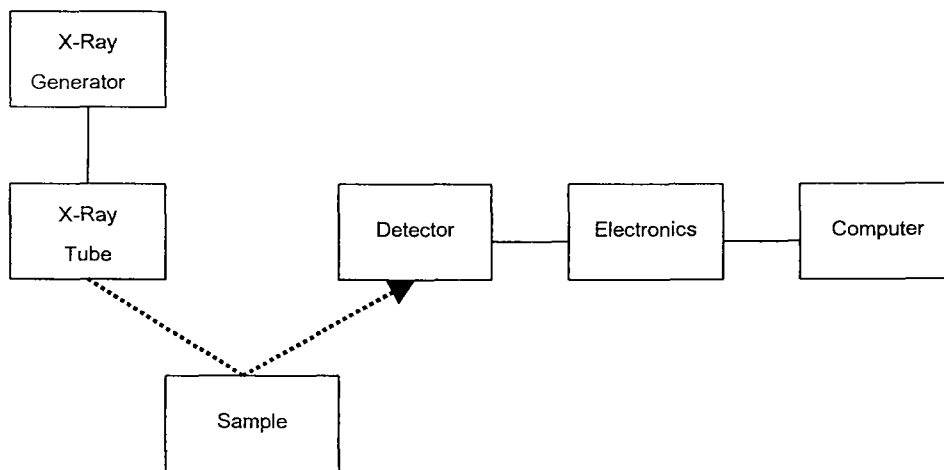 X-Ray
Generator
X-Ray
Tube
Detector
Electronics
Computer
Sample